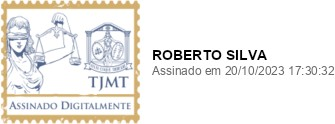 TJMT
ASSINADO DIGITALMENTE
ROBERTO SILVA
Assinado em 20/10/2023 17:30:32